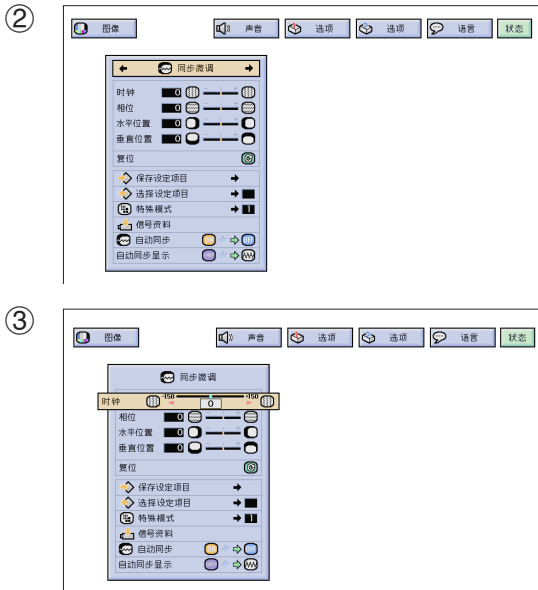 ②
图像 声音 选项 选项 语言 状态
同步微调
时钟 0
相位 0
水平位置 0
垂直位置 0
复位
保存设定项目
选择设定项目
特殊模式 1
信号资料
自动同步
自动同步显示
③
图像 声音 选项 选项 语言 状态
同步微调
时钟 -150 0 +150
相位 0
水平位置 0
垂直位置 0
复位
保存设定项目
选择设定项目
特殊模式 1
信号资料
自动同步
自动同步显示